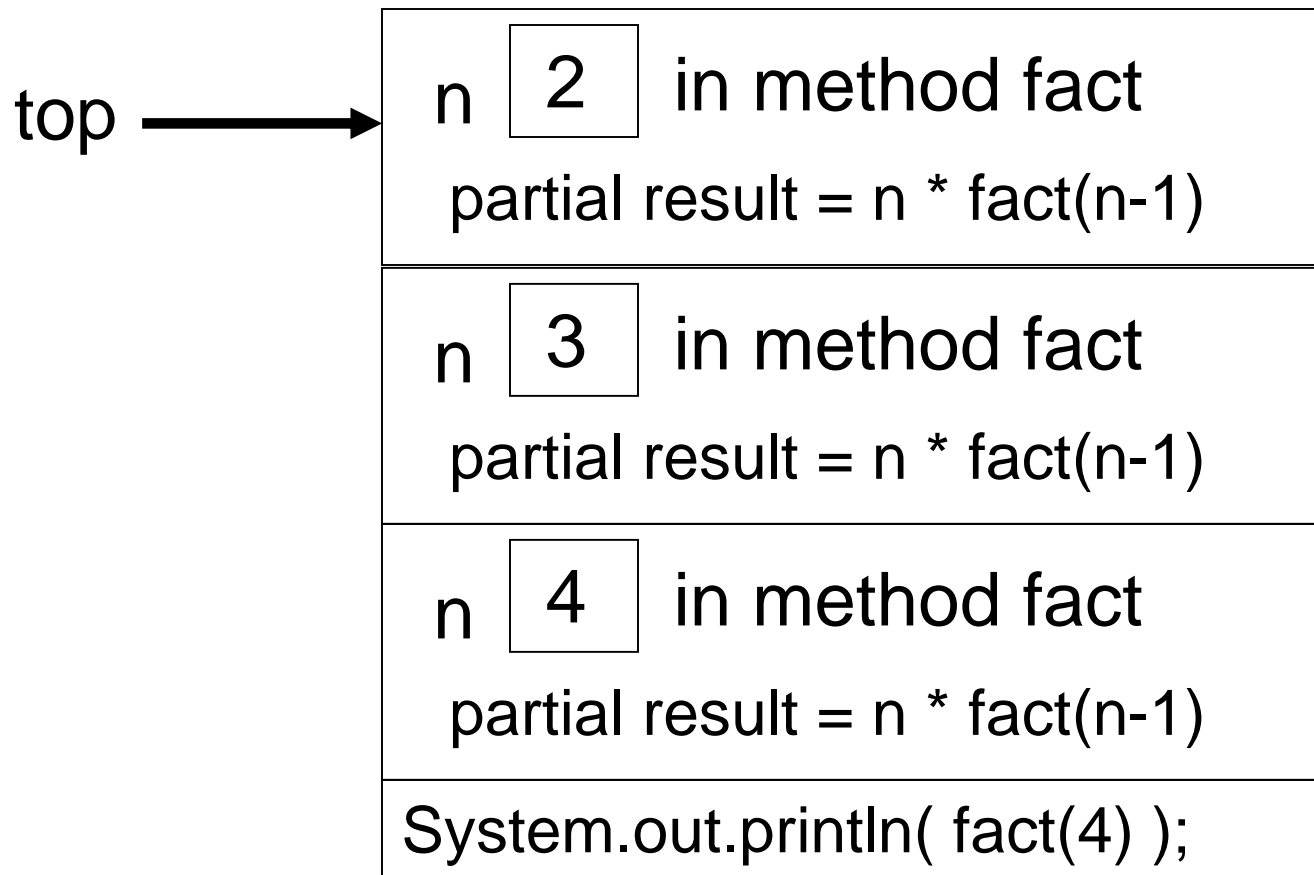 top
n 2 in method fact
partial result = n * fact(n-1)
n 3 in method fact
partial result = n * fact(n-1)
n 4 in method fact
partial result = n * fact(n-1)
System.out.println( fact(4) );